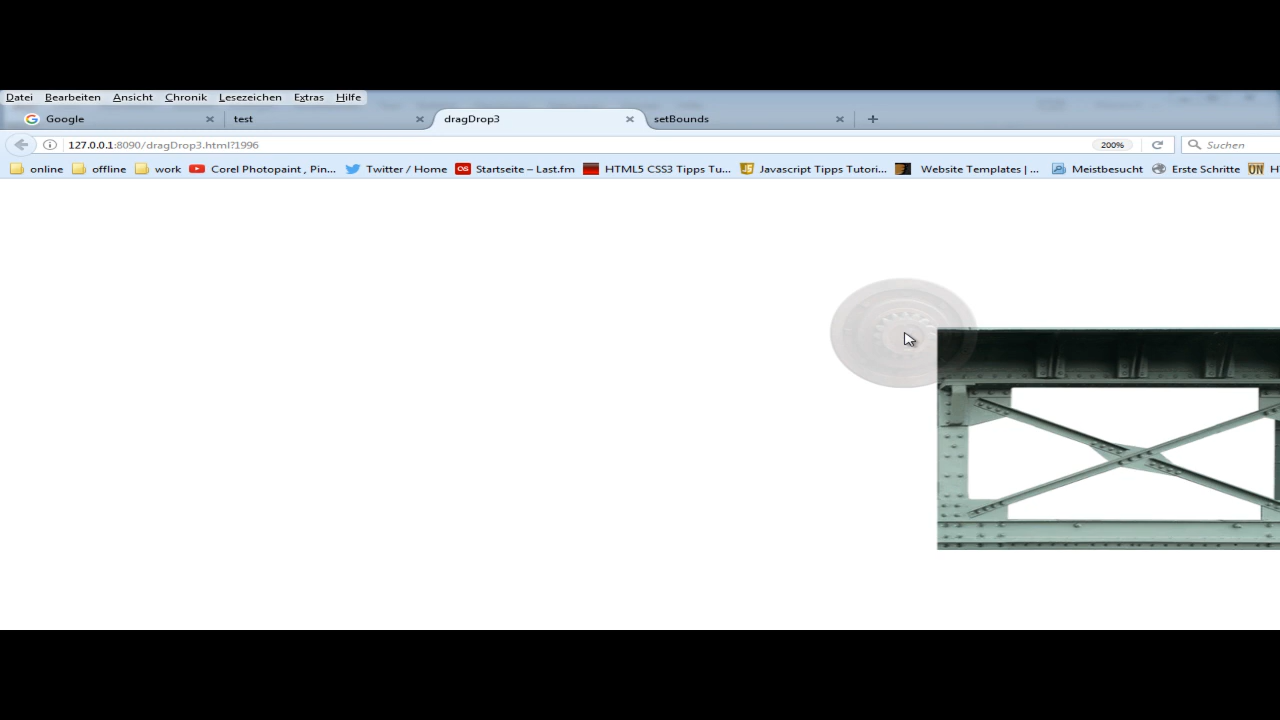 Datei Bearbeiten Ansicht Chronik Lesezeichen Extras Hilfe
Google test dragDrop3 setBounds
127.0.0.1:8090/dragDrop3.html?1996 200% Suchen
online offline work Corel Photopaint , Pin... Twitter / Home Startseite – Last.fm HTML5 CSS3 Tipps Tu... JS Javascript Tipps Tutori... Website Templates | ... Meistbesucht Erste Schritte ON H